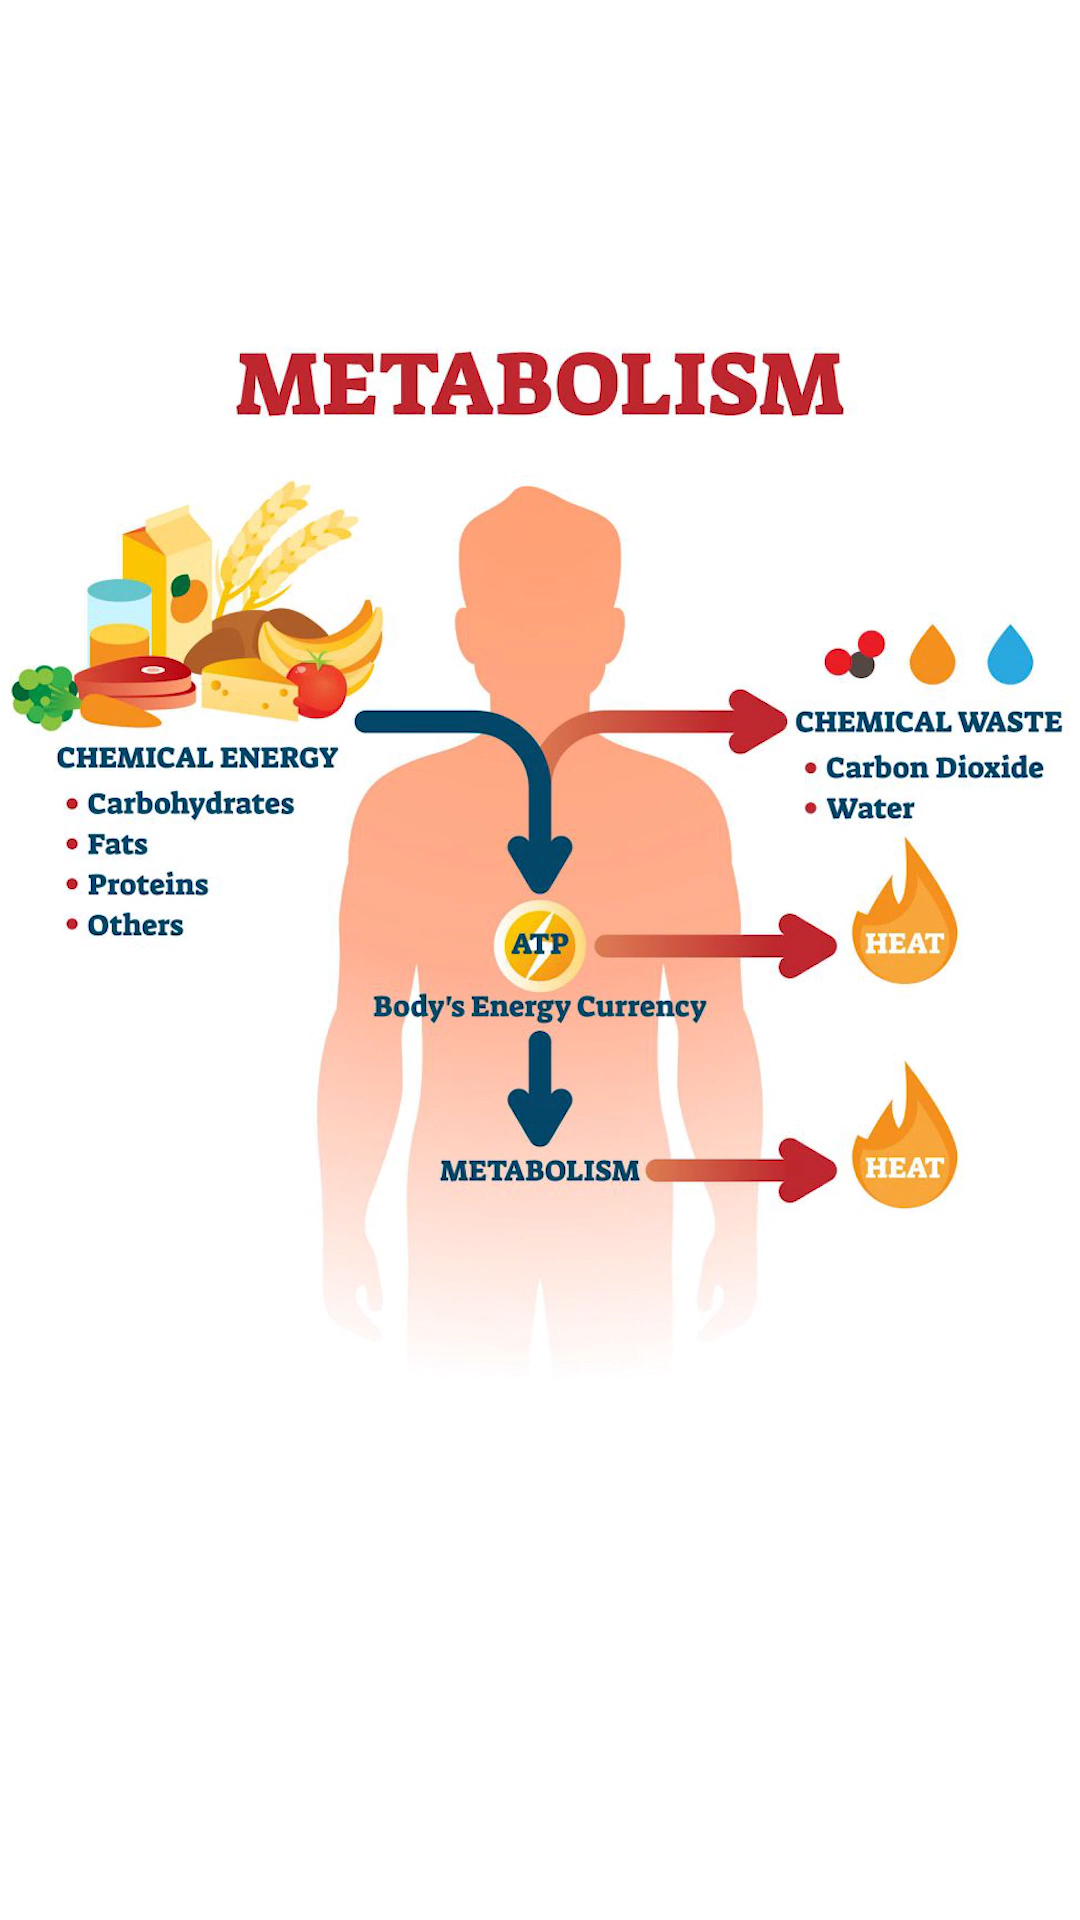 METABOLISM
CHEMICAL ENERGY
• Carbohydrates
• Fats
• Proteins
• Others
CHEMICAL WASTE
• Carbon Dioxide
• Water
ATP
HEAT
Body's Energy Currency
METABOLISM
HEAT